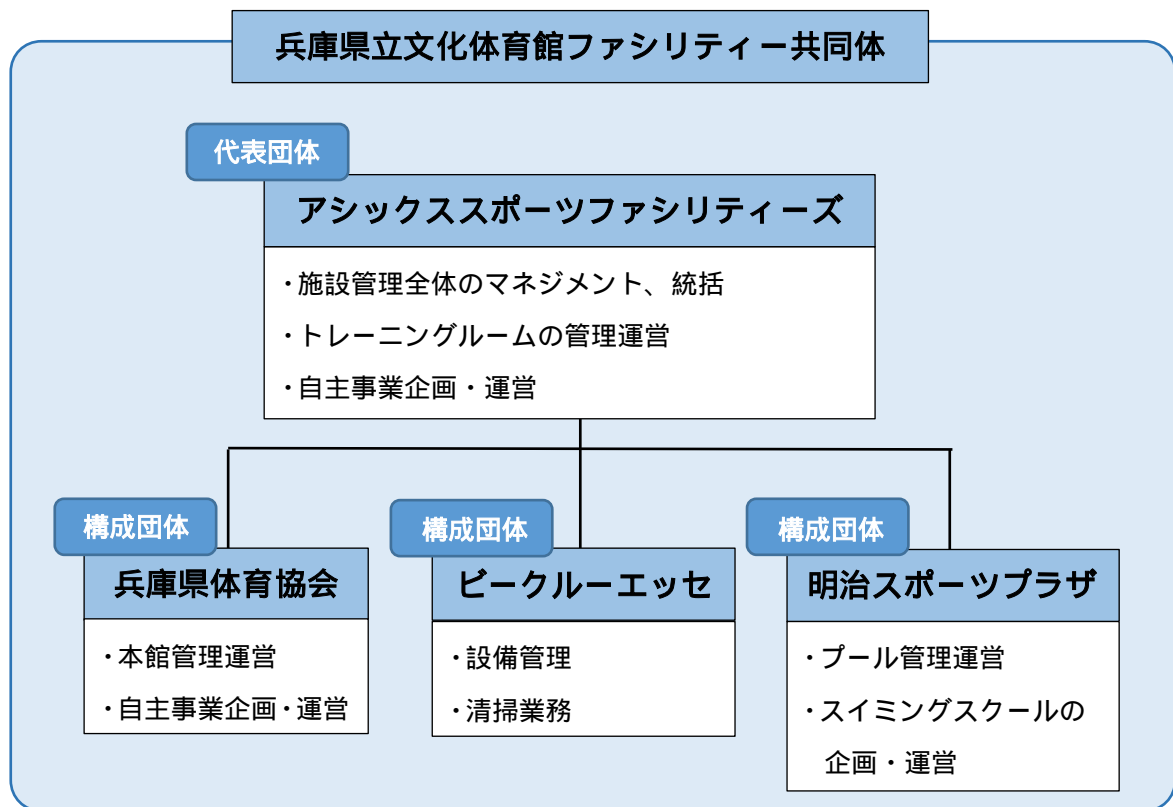 兵庫県立文化体育館ファシリティー共同体
代表団体
アシックススポーツファシリティーズ
・施設管理全体のマネジメント、統括
・トレーニングルームの管理運営
・自主事業企画・運営
構成団体
兵庫県体育協会
・本館管理運営
・自主事業企画・運営
構成団体
ビークルーエッセ
・設備管理
・清掃業務
構成団体
明治スポーツプラザ
・プール管理運営
・スイミングスクールの
企画・運営